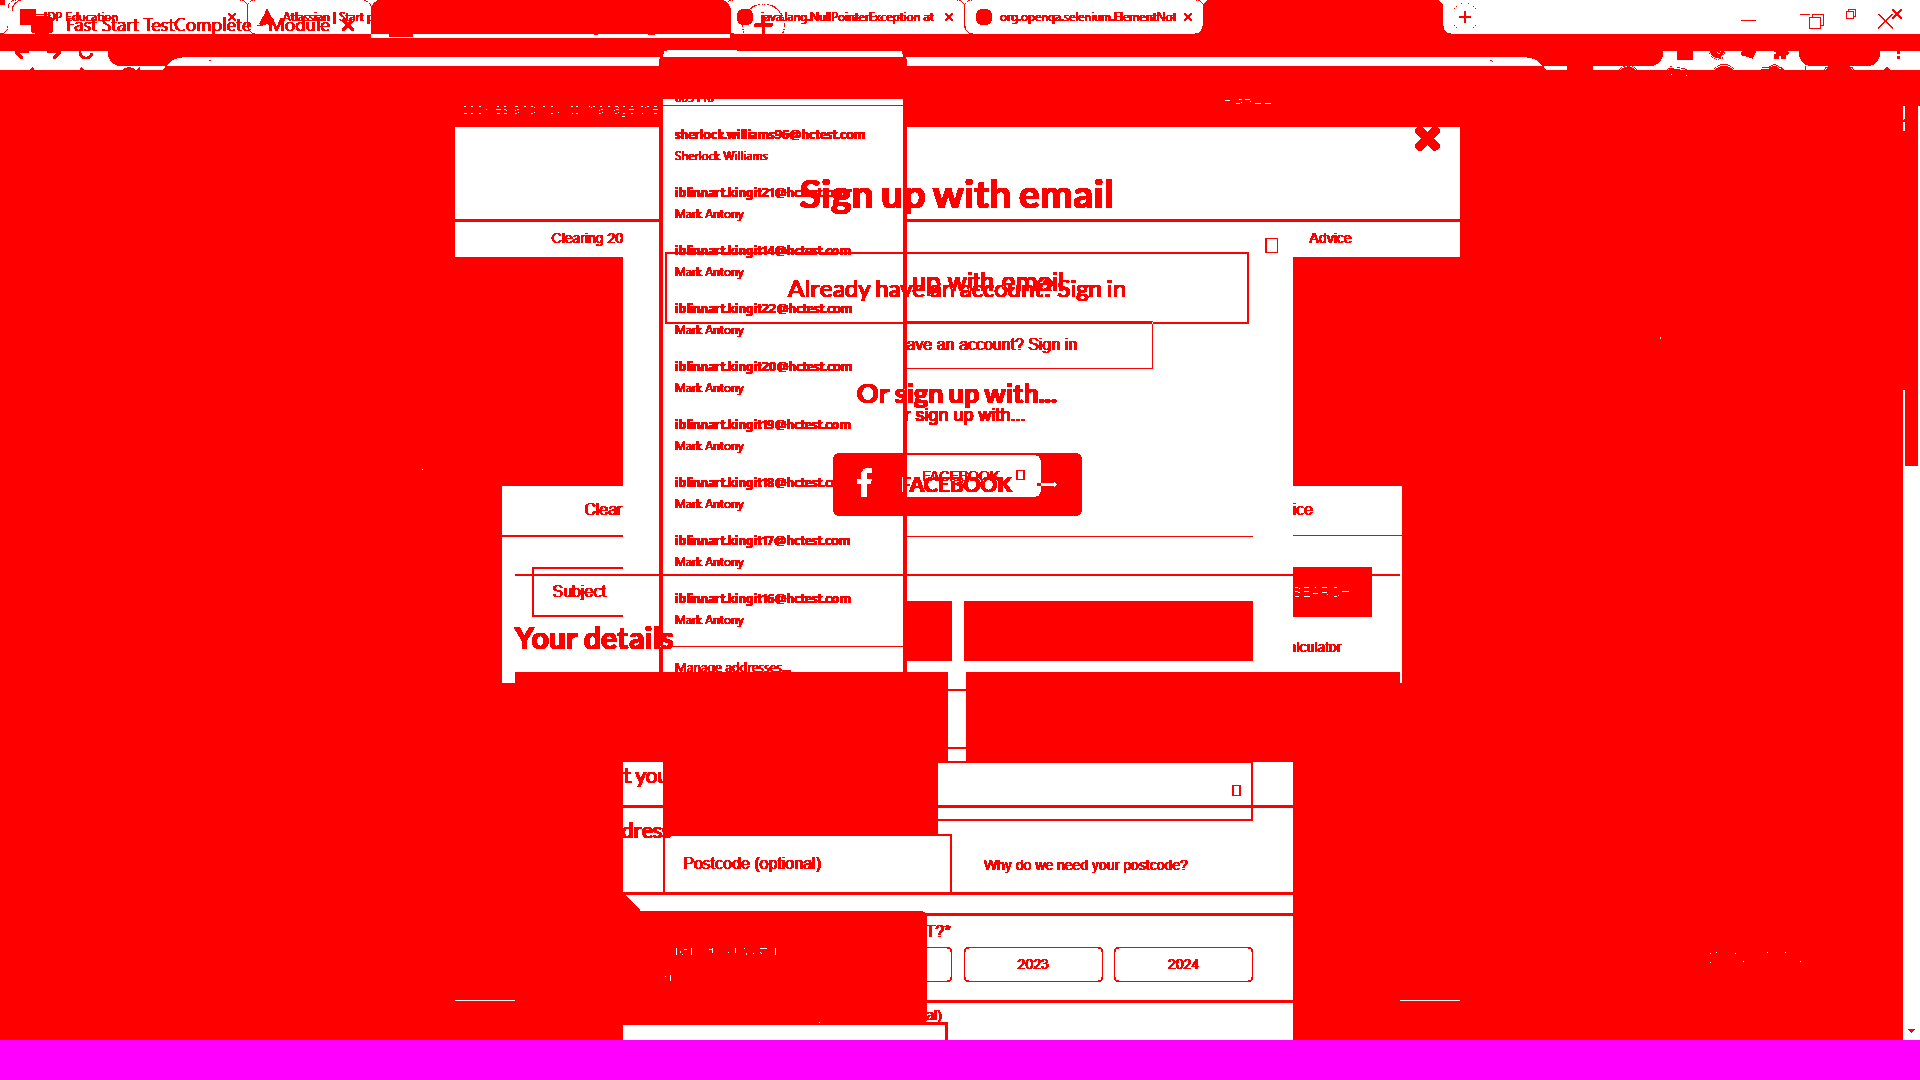 IDP Education
Atlassian | Start p
java.lang.NullPointerException at
org.openqa.selenium.ElementNot
Fast Start TestComplete
Module
sherlock.williams96@hctest.com
Sherlock Williams
Sign up with email
iblinnart.kingit21@hctest.com
Mark Antony
Clearing 20
Advice
iblinnart.kingit14@hctest.com
Mark Antony
up with email
Already have an account? Sign in
iblinnart.kingit22@hctest.com
Mark Antony
ave an account? Sign in
iblinnart.kingit20@hctest.com
Mark Antony
Or sign up with...
r sign up with...
iblinnart.kingit19@hctest.com
Mark Antony
FACEBOOK
FACEBOOK
iblinnart.kingit18@hctest.co
Mark Antony
Clear
ice
iblinnart.kingit17@hctest.com
Mark Antony
Subject
SEARCH
iblinnart.kingit16@hctest.com
Mark Antony
Your details
alculator
Manage addresses...
t you
dress
Postcode (optional)
Why do we need your postcode?
T?*
2023
2024
al)